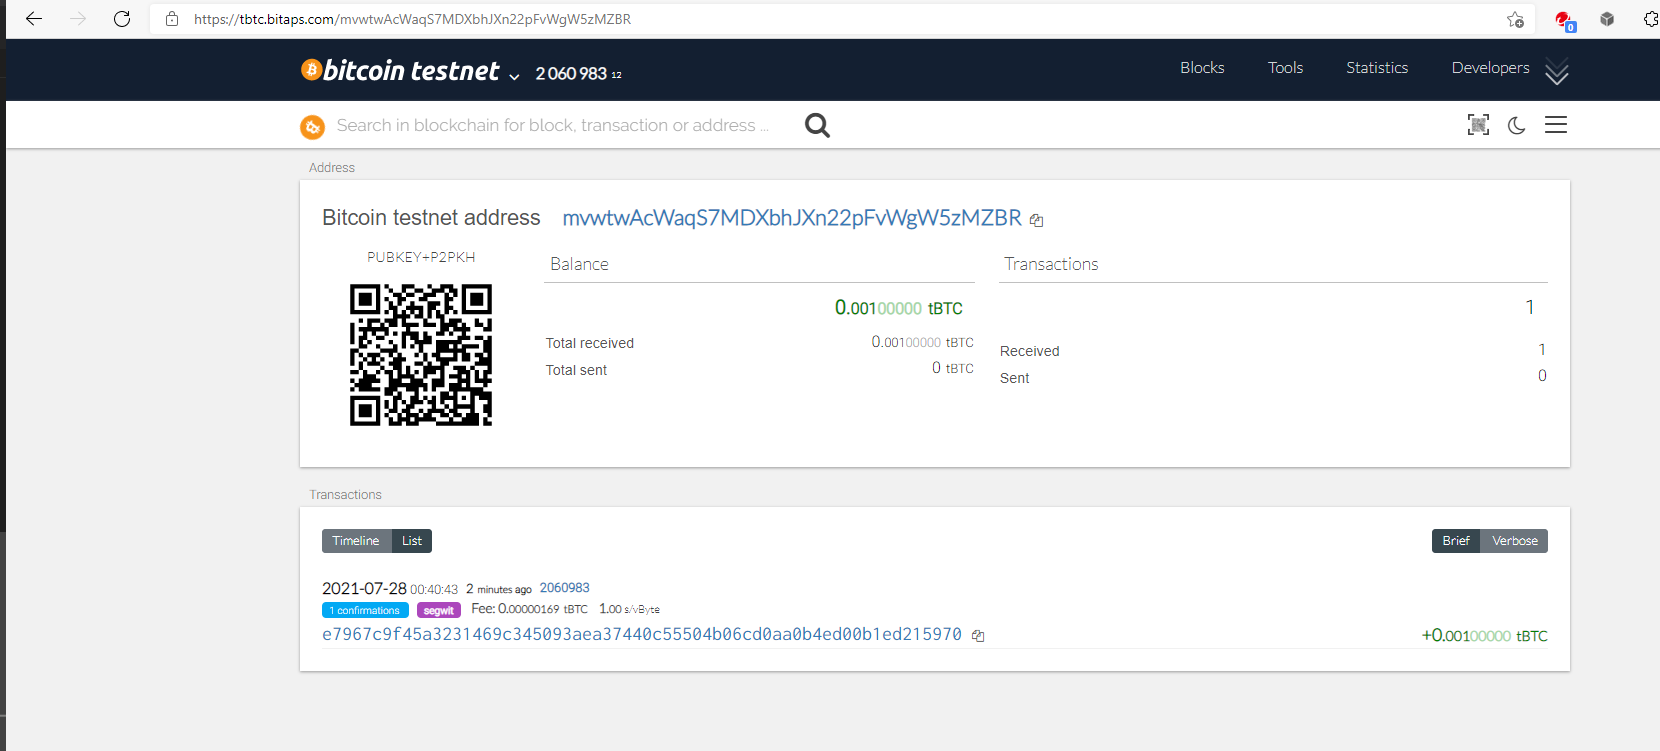 https://tbtc.bitaps.com/mvwtwAcWaqS7MDXbhJXn22pFvWgW5zMZBR
0
bitcoin testnet 2 060 983 12
Blocks Tools Statistics Developers
Search in blockchain for block, transaction or address ...
Address
Bitcoin testnet address mvwtwAcWaqS7MDXbhJXn22pFvWgW5zMZBR
PUBKEY+P2PKH
Balance
0.00100000 tBTC
Total received 0.00100000 tBTC
Total sent 0 tBTC
Transactions
1
Received 1
Sent 0
Transactions
Timeline List
Brief Verbose
2021-07-28 00:40:43 2 minutes ago 2060983
1 confirmations segwit Fee: 0.00000169 tBTC 1.00 s/vByte
e7967c9f45a3231469c345093aea37440c55504b06cd0aa0b4ed00b1ed215970
+0.00100000 tBTC